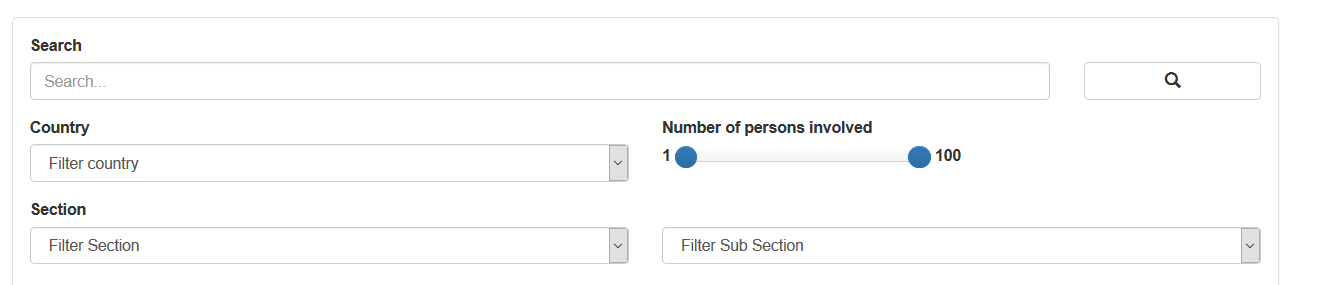 Search
Search...
Country
Number of persons involved
Filter country
1 100
Section
Filter Section
Filter Sub Section